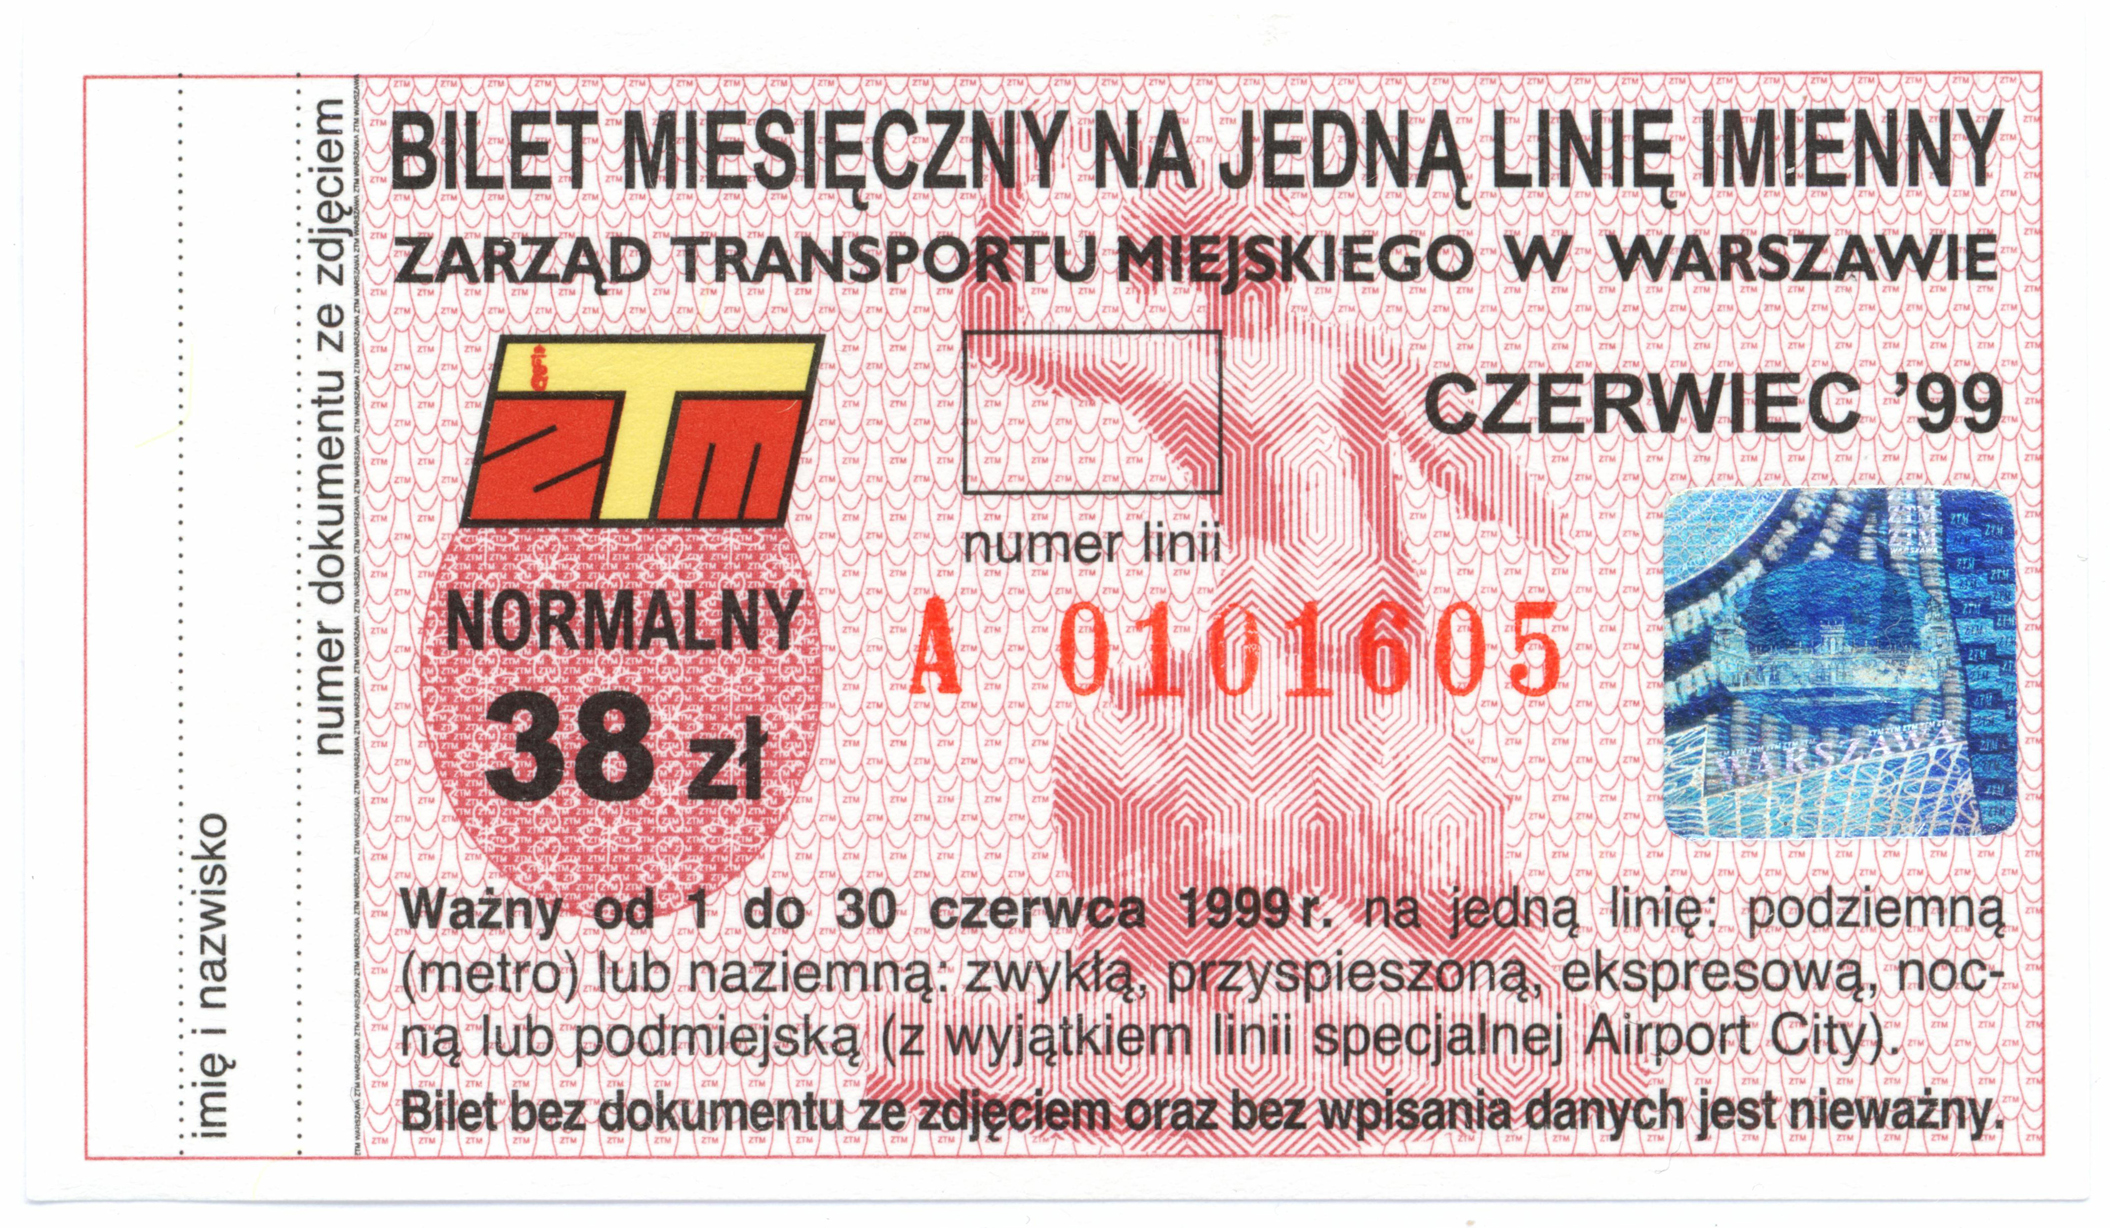 BILET MIESIĘCZNY NA JEDNĄ LINIĘ IMIENNY
ZARZĄD TRANSPORTU MIEJSKIEGO W WARSZAWIE
ZTM
CZERWIEC '99
numer linii
NORMALNY
38 zł
A 0101605
WARSZAWA
Ważny od 1 do 30 czerwca 1999 r. na jedną linię: podziemną
(metro) lub naziemną: zwykłą, przyspieszoną, ekspresową, noc-
ną lub podmiejską (z wyjątkiem linii specjalnej Airport City).
Bilet bez dokumentu ze zdjęciem oraz bez wpisania danych jest nieważny.
imię i nazwisko
numer dokumentu ze zdjęciem